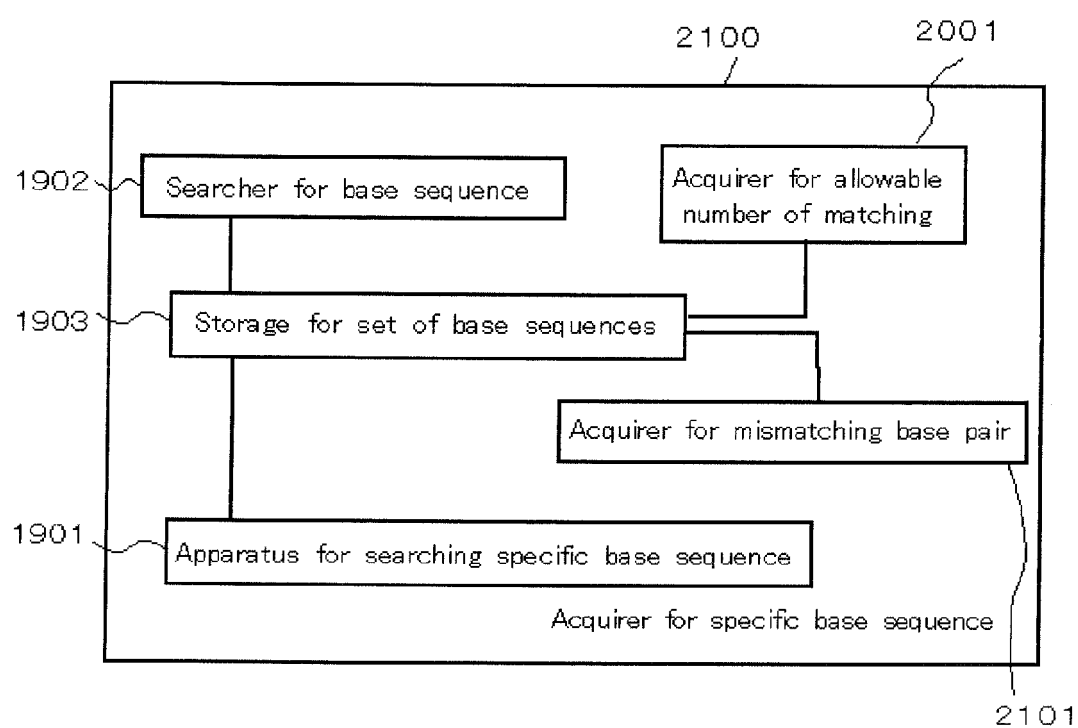 2100
2001
1902
Searcher for base sequence
Acquirer for allowable
number of matching
1903
Storage for set of base sequences
Acquirer for mismatching base pair
1901
Apparatus for searching specific base sequence
Acquirer for specific base sequence
2101